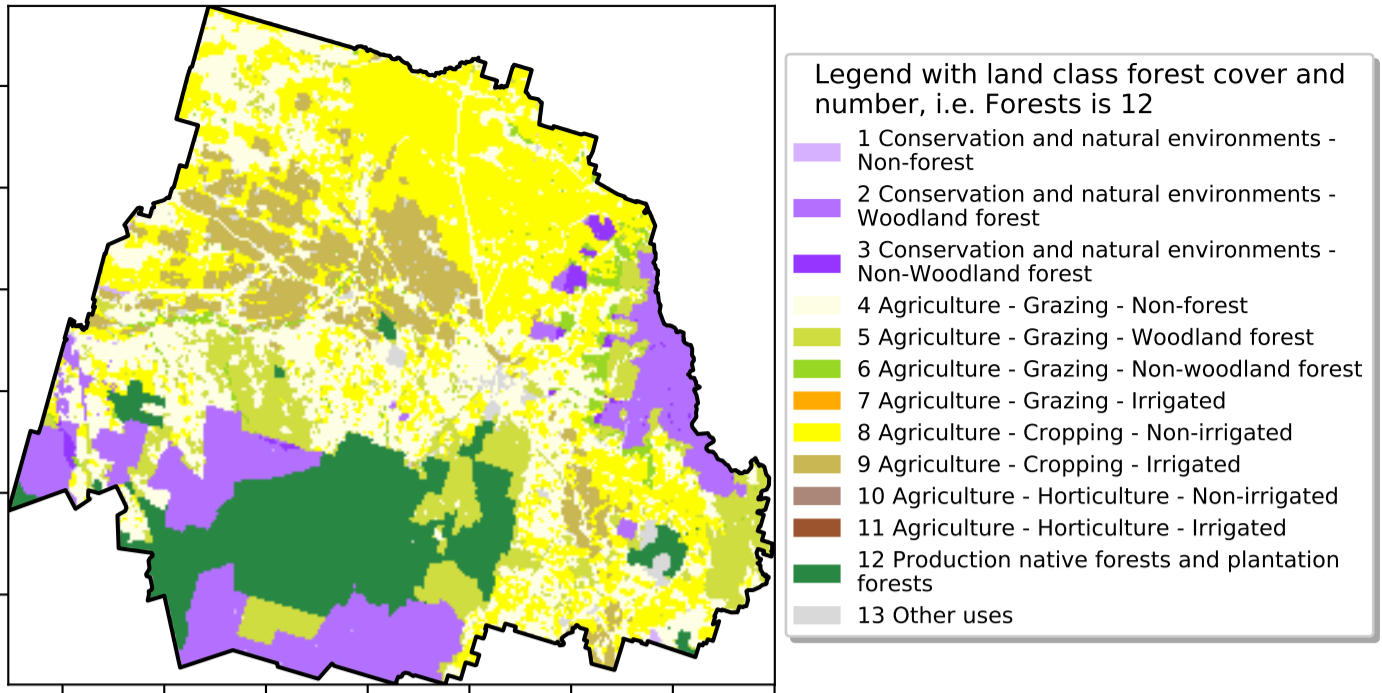 Legend with land class forest cover and
number, i.e. Forests is 12
1 Conservation and natural environments -
Non-forest
2 Conservation and natural environments -
Woodland forest
3 Conservation and natural environments -
Non-Woodland forest
4 Agriculture - Grazing - Non-forest
5 Agriculture - Grazing - Woodland forest
6 Agriculture - Grazing - Non-woodland forest
7 Agriculture - Grazing - Irrigated
8 Agriculture - Cropping - Non-irrigated
9 Agriculture - Cropping - Irrigated
10 Agriculture - Horticulture - Non-irrigated
11 Agriculture - Horticulture - Irrigated
12 Production native forests and plantation
forests
13 Other uses